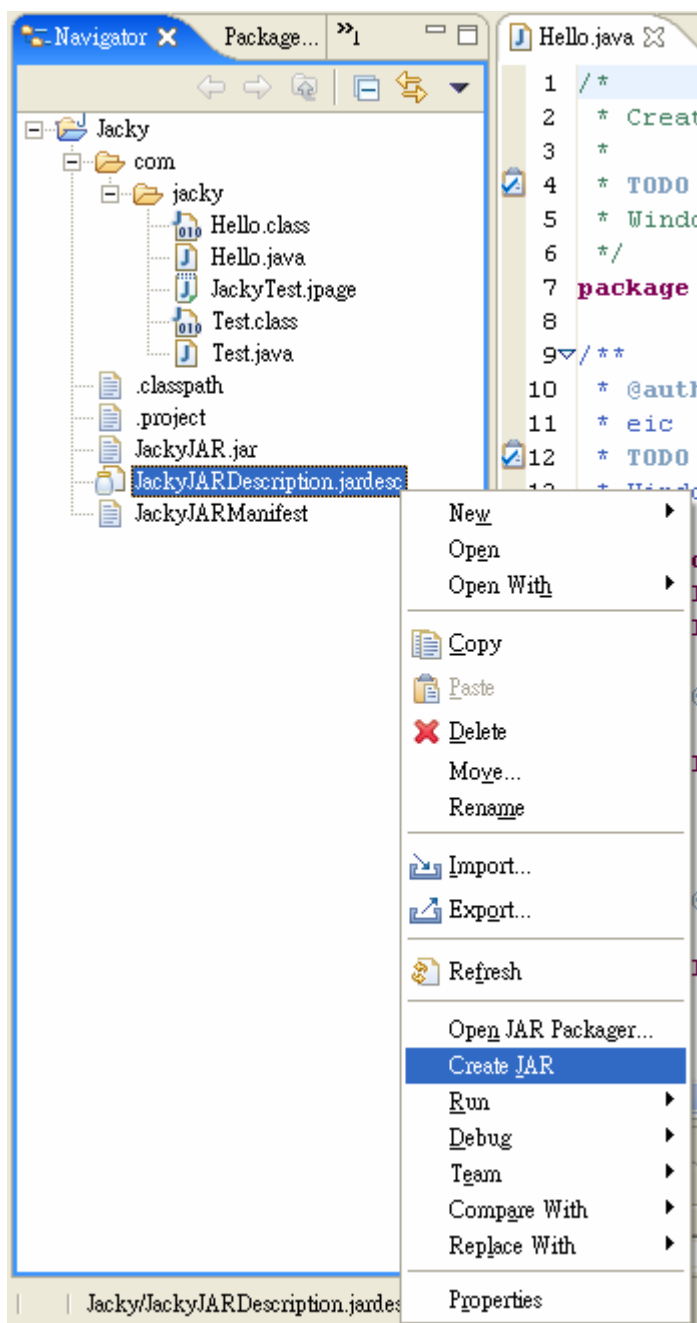 Navigator Package... »1
Jacky
com
jacky
Hello.class
Hello.java
JackyTest.jpage
Test.class
Test.java
.classpath
.project
JackyJAR.jar
JackyJARDescription.jardesc
JackyJARManifest
Jacky/JackyJARDescription.jardes
Hello.java
1 /*
2 * Creat
3 *
4 * TODO
5 * Windo
6 */
7 package
8
9 /**
10 * @auth
11 * eic
12 * TODO
New
Open
Open With
Copy
Paste
Delete
Move...
Rename
Import...
Export...
Refresh
Open JAR Packager...
Create JAR
Run
Debug
Team
Compare With
Replace With
Properties